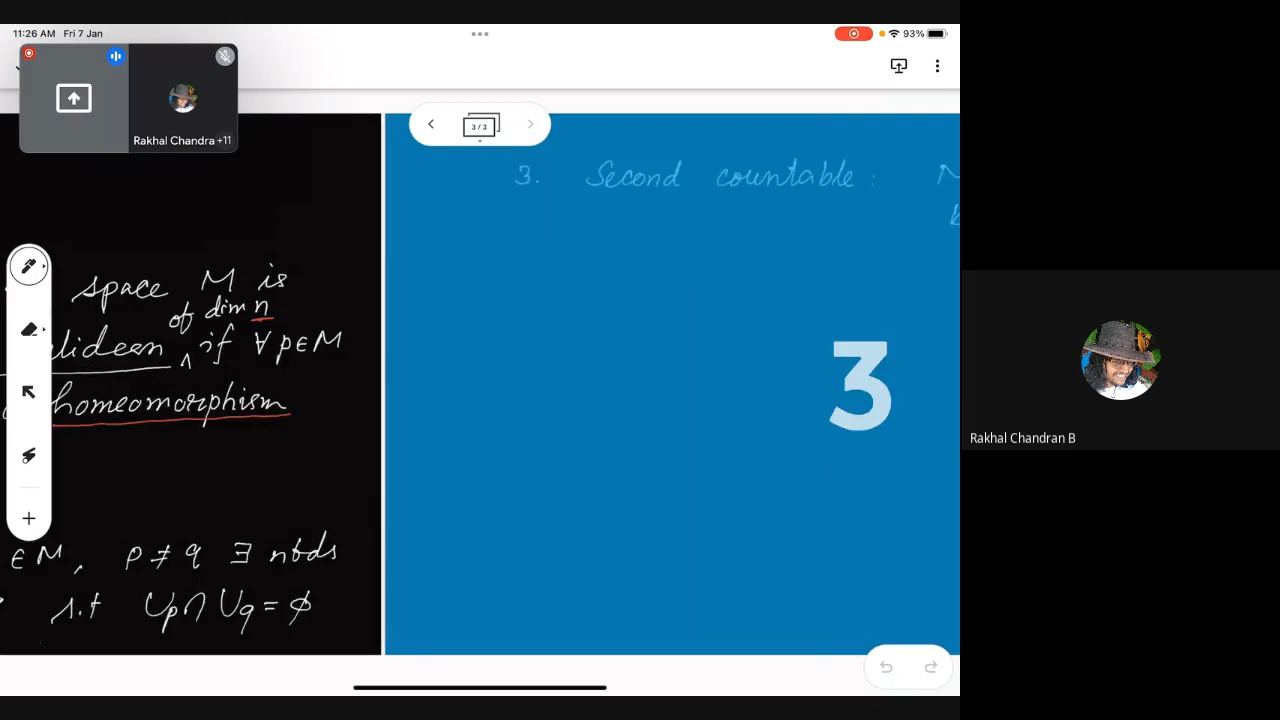 11:26 AM Fri 7 Jan
93%
Rakhal Chandra +11
3 / 3
3. Second countable :
space M is
of dim n
lidean ∧ if ∀ p∈M
homeomorphism
3
∈ M, p ≠ q ∃ nbds
s.t Up∩ Uq = ϕ
Rakhal Chandran B